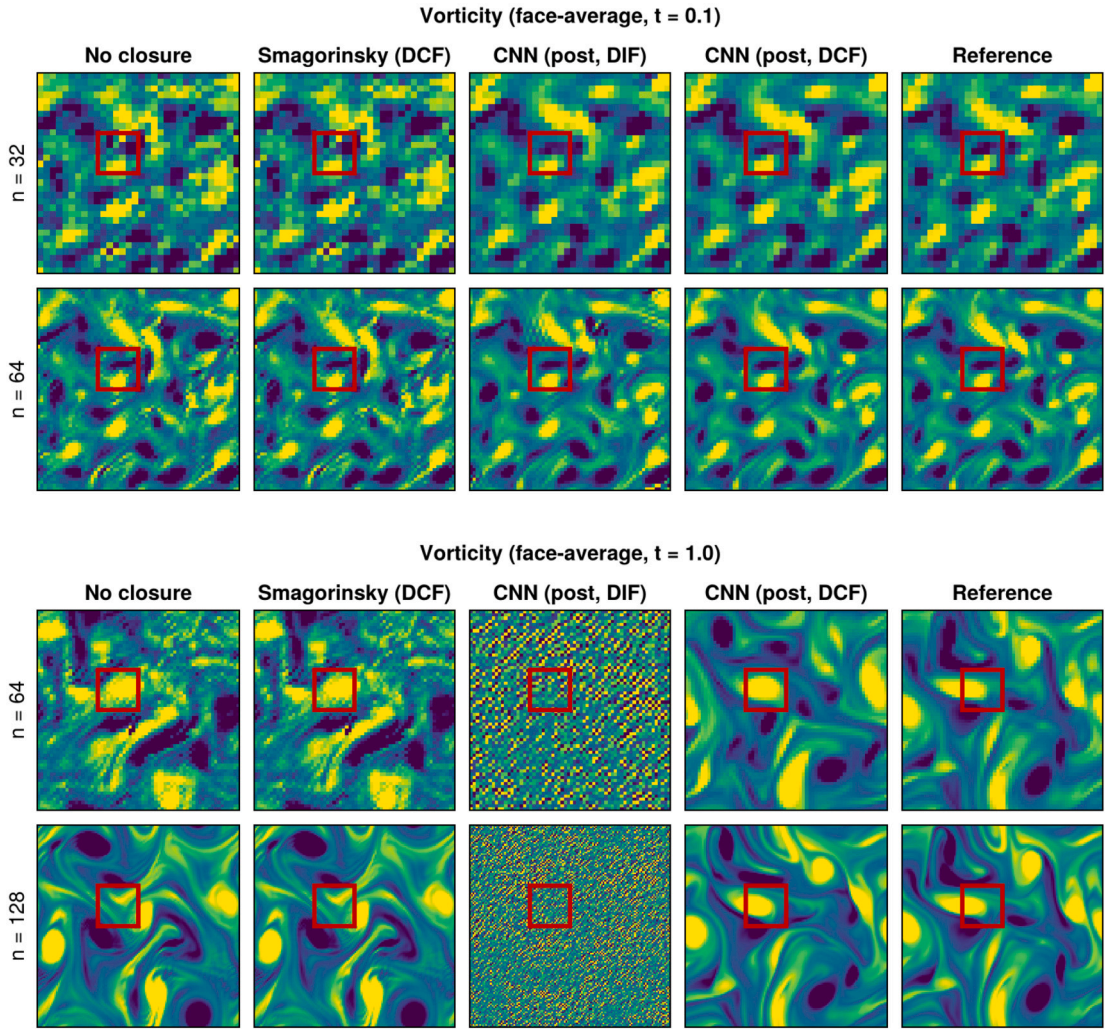 Vorticity (face-average, t = 0.1)
No closure Smagorinsky (DCF) CNN (post, DIF) CNN (post, DCF) Reference
n = 32
n = 64
Vorticity (face-average, t = 1.0)
No closure Smagorinsky (DCF) CNN (post, DIF) CNN (post, DCF) Reference
n = 64
n = 128